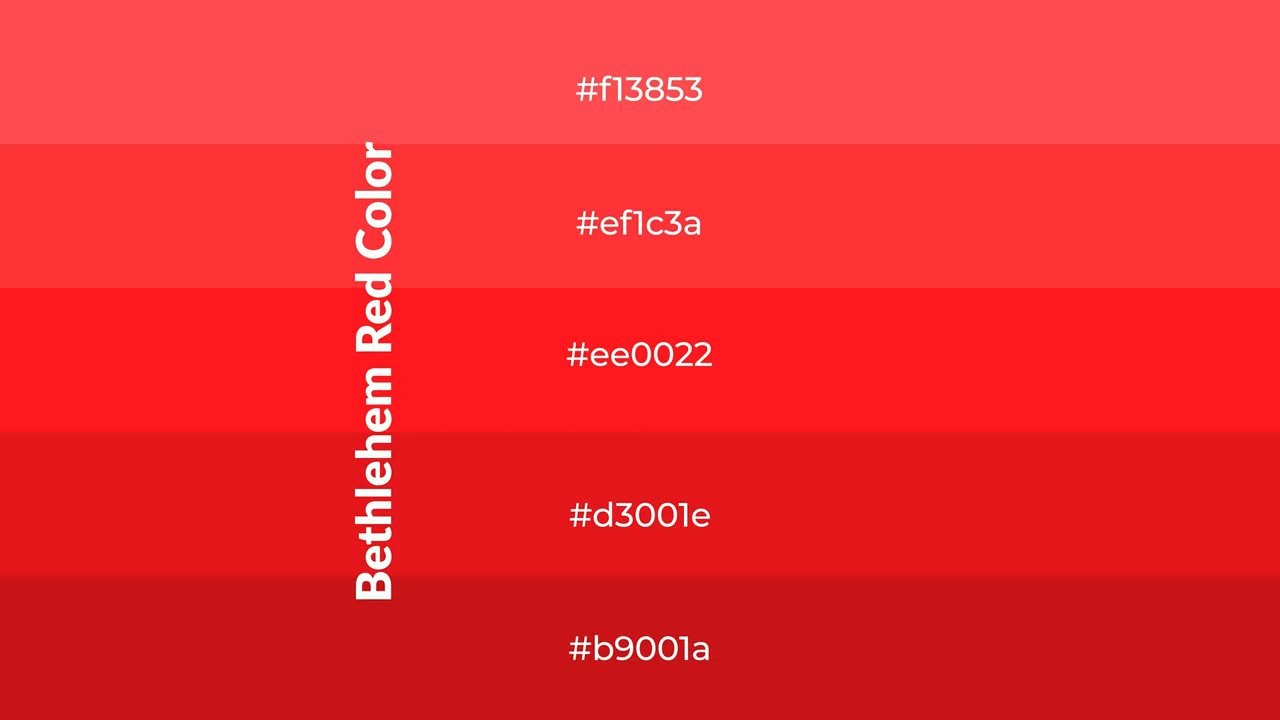 Bethlehem Red Color
#f13853
#ef1c3a
#ee0022
#d3001e
#b9001a